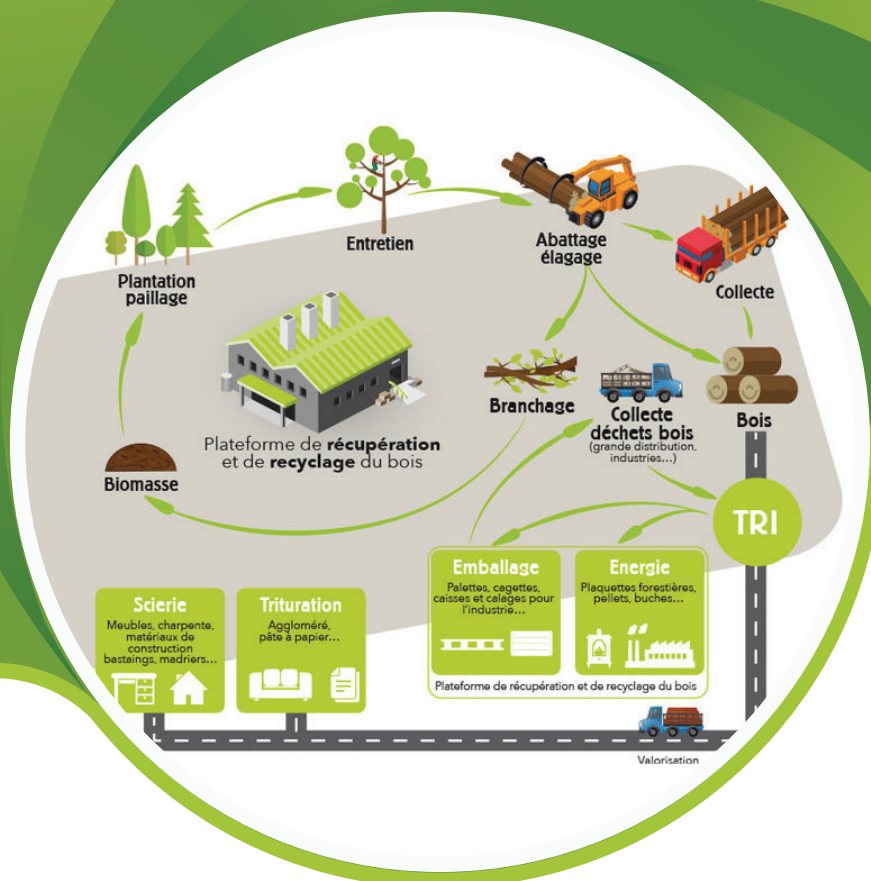 Entretien
Abattage
élagage
Plantation
paillage
Collecte
Branchage
Collecte
déchets bois
(grande distribution,
industries...)
Bois
Plateforme de récupération
et de recyclage du bois
Biomasse
TRI
Emballage
Palettes, cagettes,
caisses et calages pour
l'industrie...
Energie
Plaquettes forestières,
pellets, buches...
Plateforme de récupération et de recyclage du bois
Scierie
Meubles, charpente,
matériaux de
construction
bastaings, madriers...
Trituration
Aggloméré,
pâte à papier...
Valorisation